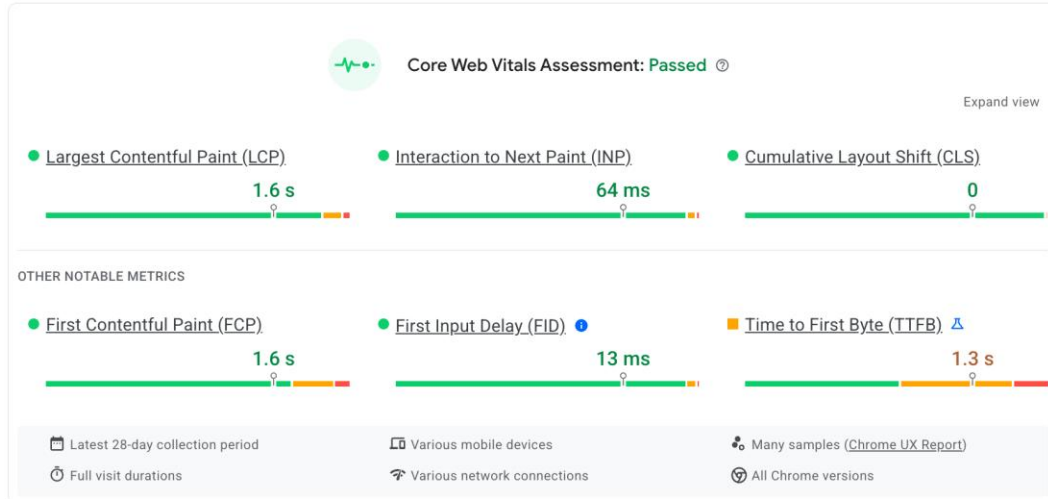 Core Web Vitals Assessment: Passed
Expand view
Largest Contentful Paint (LCP)
1.6 s
Interaction to Next Paint (INP)
64 ms
Cumulative Layout Shift (CLS)
0
OTHER NOTABLE METRICS
First Contentful Paint (FCP)
1.6 s
First Input Delay (FID)
13 ms
Time to First Byte (TTFB)
1.3 s
Latest 28-day collection period
Various mobile devices
Many samples (Chrome UX Report)
Full visit durations
Various network connections
All Chrome versions